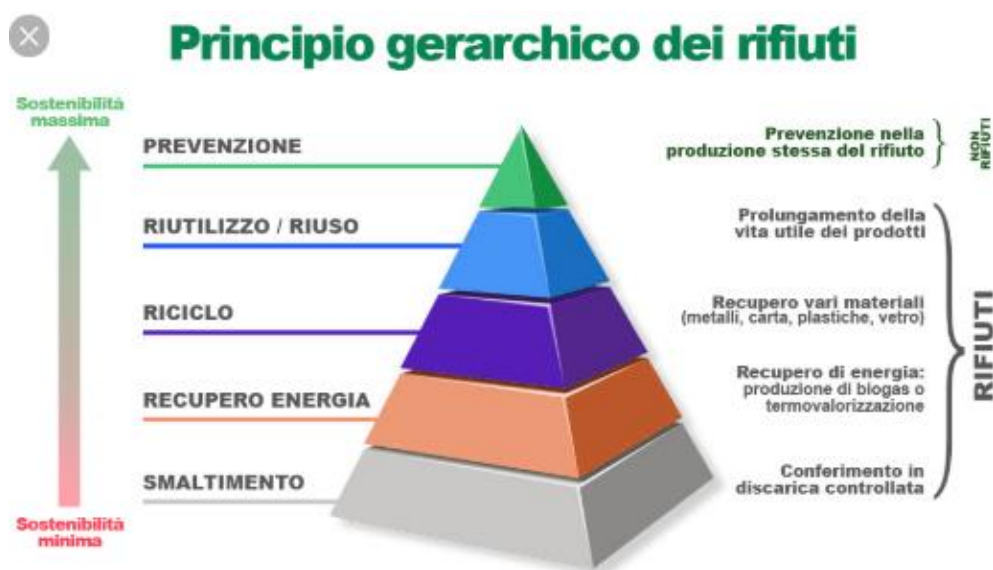 Principio gerarchico dei rifiuti
Sostenibilità
massima
PREVENZIONE
Prevenzione nella
produzione stessa del rifiuto
NON
RIFIUTI
RIUTILIZZO / RIUSO
Prolungamento della
vita utile dei prodotti
RICICLO
Recupero vari materiali
(metalli, carta, plastiche, vetro)
RIFIUTI
RECUPERO ENERGIA
Recupero di energia:
produzione di biogas o
termovalorizzazione
SMALTIMENTO
Conferimento in
discarica controllata
Sostenibilità
minima